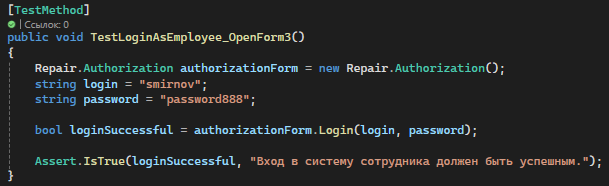 [TestMethod]
| Ссылок: 0
public void TestLoginAsEmployee_OpenForm3()
{
Repair.Authorization authorizationForm = new Repair.Authorization();
string login = "smirnov";
string password = "password888";
bool loginSuccessful = authorizationForm.Login(login, password);
Assert.IsTrue(loginSuccessful, "Вход в систему сотрудника должен быть успешным.");
}